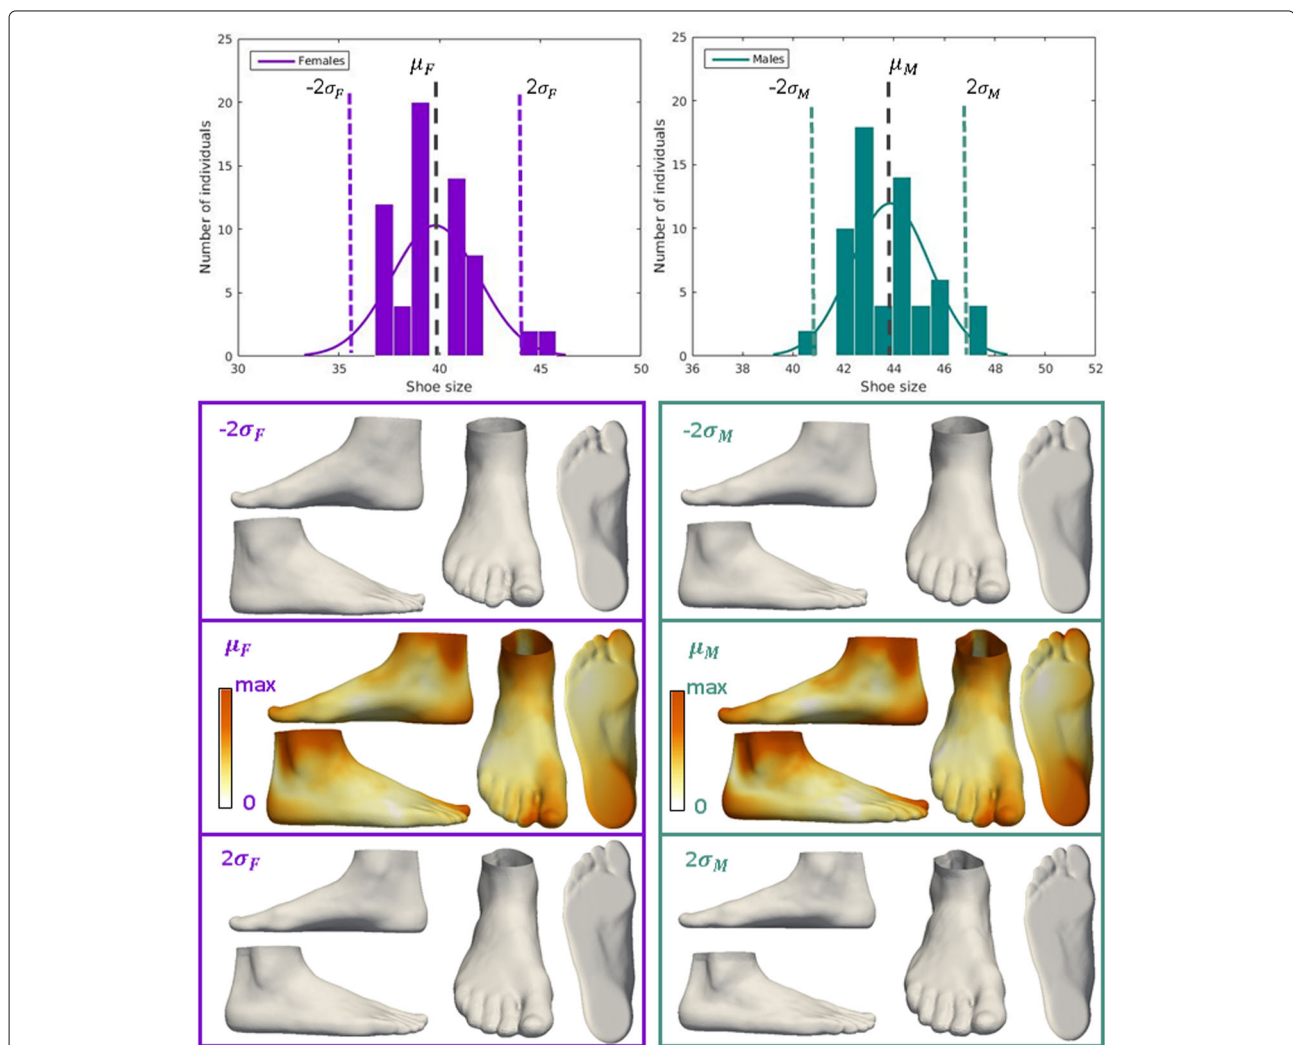 Females
μF
-2σF
2σF
Number of individuals
25
20
15
10
5
0
30 35 40 45 50
Shoe size
Males
μM
-2σM
2σM
Number of individuals
25
20
15
10
5
0
36 38 40 42 44 46 48 50 52
Shoe size
-2σF
-2σM
μF
max
0
μM
max
0
2σF
2σM